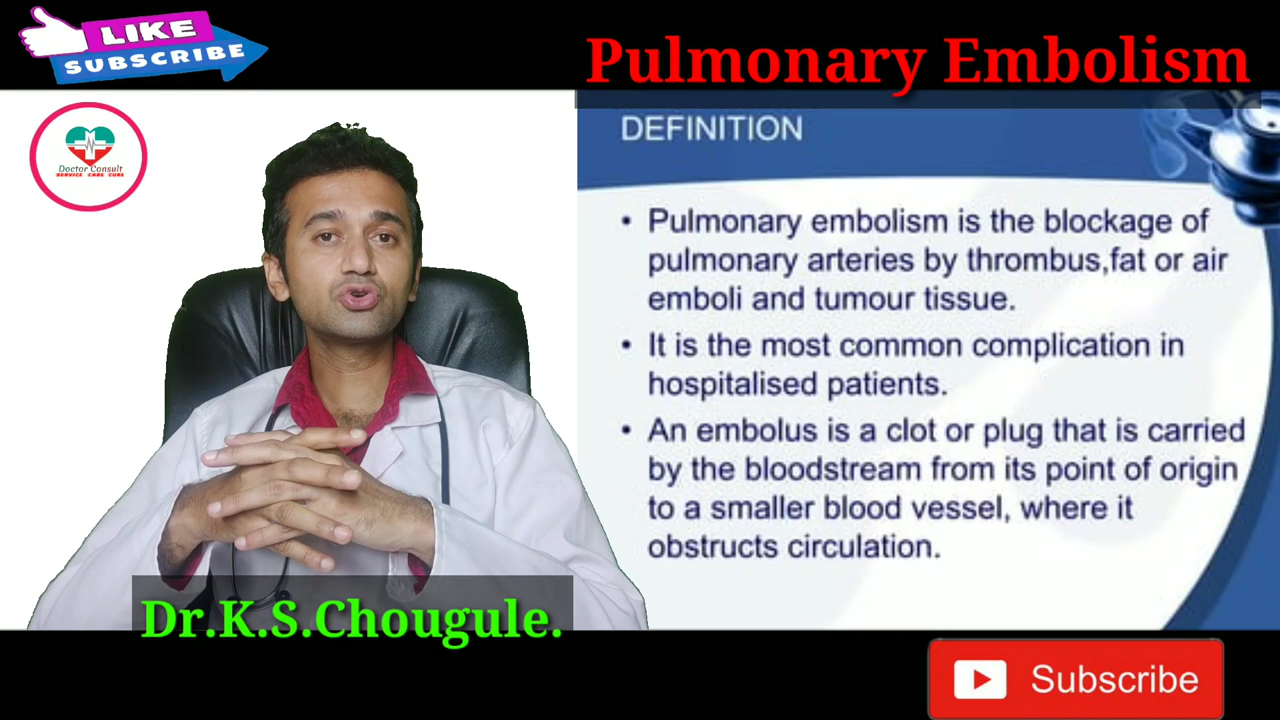 LIKE
SUBSCRIBE
Pulmonary Embolism
Doctor Consult
SERVICE CARE CURE
DEFINITION
• Pulmonary embolism is the blockage of
pulmonary arteries by thrombus,fat or air
emboli and tumour tissue.
• It is the most common complication in
hospitalised patients.
• An embolus is a clot or plug that is carried
by the bloodstream from its point of origin
to a smaller blood vessel, where it
obstructs circulation.
Dr.K.S.Chougule.
Subscribe